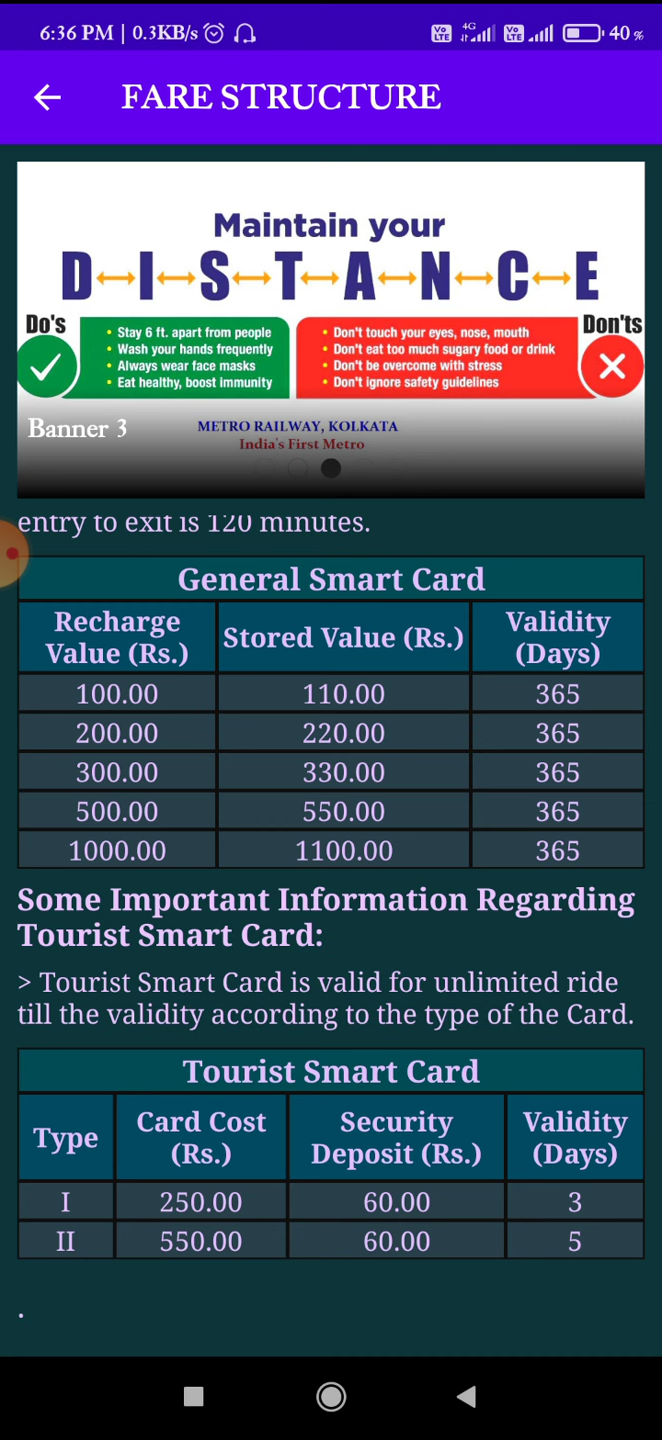 6:36 PM | 0.3KB/s
Vo LTE 4G Vo LTE 40 %
FARE STRUCTURE
Maintain your
D I S T A N C E
Do's
Don'ts
• Stay 6 ft. apart from people
• Wash your hands frequently
• Always wear face masks
• Eat healthy, boost immunity
• Don't touch your eyes, nose, mouth
• Don't eat too much sugary food or drink
• Don't be overcome with stress
• Don't ignore safety guidelines
Banner 3
METRO RAILWAY, KOLKATA
India's First Metro
entry to exit is 120 minutes.
General Smart Card
Recharge Value (Rs.) Stored Value (Rs.) Validity (Days)
100.00 110.00 365
200.00 220.00 365
300.00 330.00 365
500.00 550.00 365
1000.00 1100.00 365
Some Important Information Regarding
Tourist Smart Card:
> Tourist Smart Card is valid for unlimited ride
till the validity according to the type of the Card.
Tourist Smart Card
Type Card Cost (Rs.) Security Deposit (Rs.) Validity (Days)
I 250.00 60.00 3
II 550.00 60.00 5
.